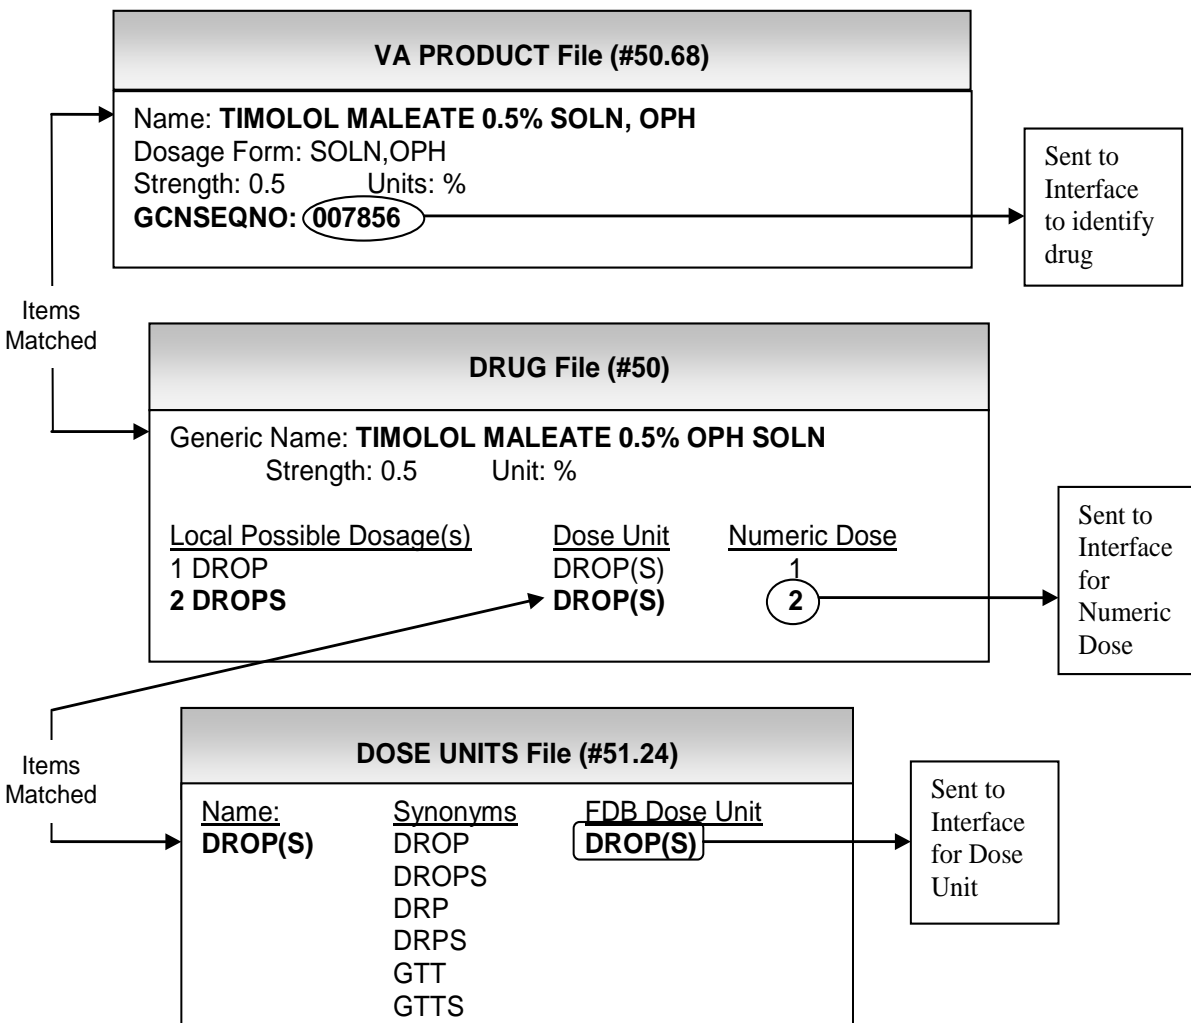 VA PRODUCT File (#50.68)
Name: TIMOLOL MALEATE 0.5% SOLN, OPH
Dosage Form: SOLN,OPH
Strength: 0.5 Units: %
GCNSEQNO: 007856
Sent to
Interface
to identify
drug
Items
Matched
DRUG File (#50)
Generic Name: TIMOLOL MALEATE 0.5% OPH SOLN
Strength: 0.5 Unit: %
Local Possible Dosage(s) Dose Unit Numeric Dose
1 DROP DROP(S) 1
2 DROPS DROP(S) 2
Sent to
Interface
for
Numeric
Dose
Items
Matched
DOSE UNITS File (#51.24)
Name: Synonyms FDB Dose Unit
DROP(S) DROP DROP(S)
DROPS
DRP
DRPS
GTT
GTTS
Sent to
Interface
for Dose
Unit